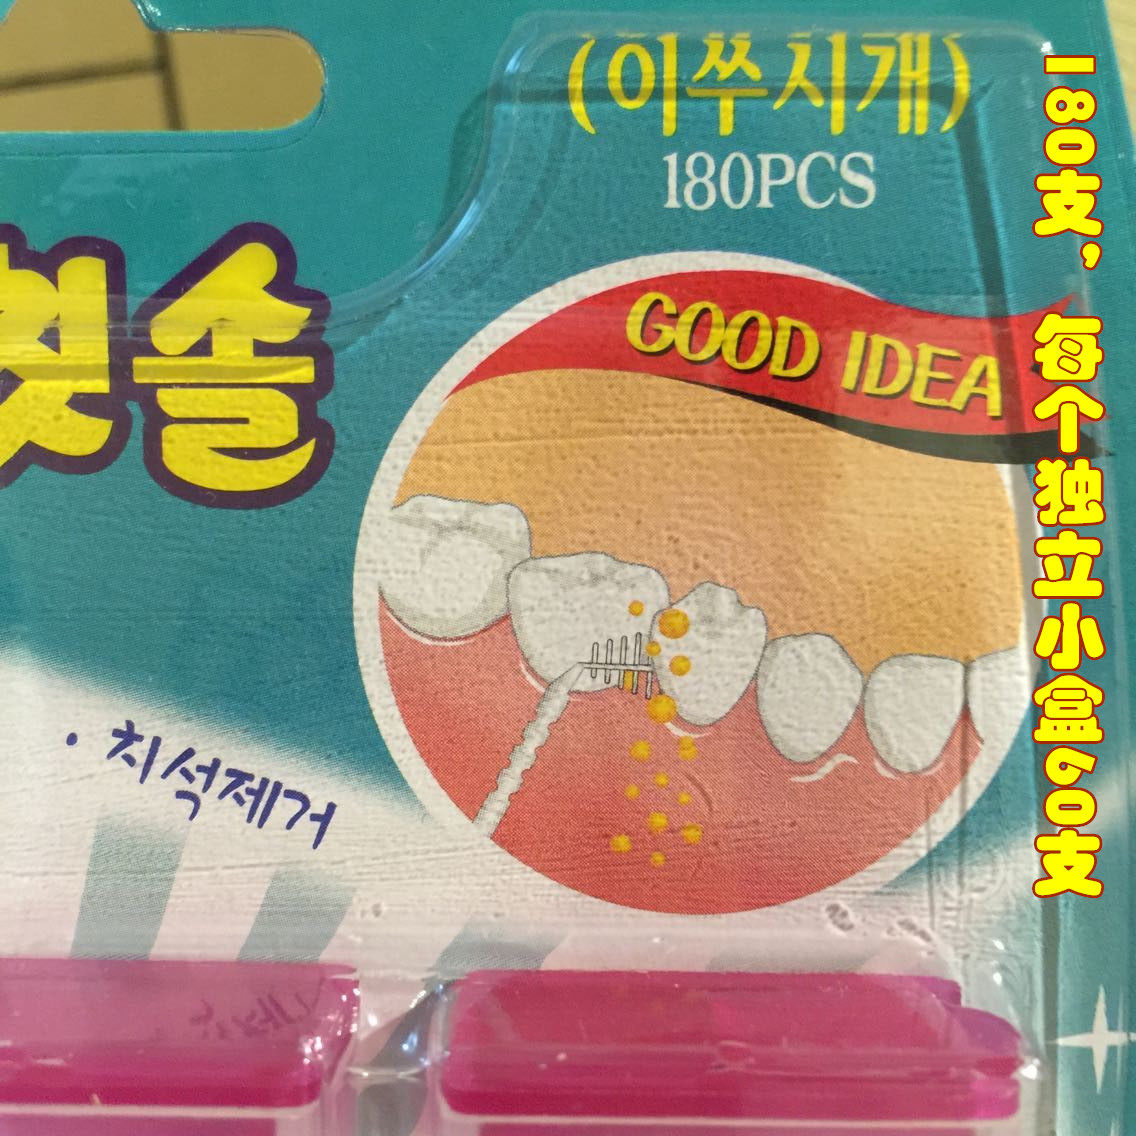 (이쑤시개)
180PCS
GOOD IDEA
솔
· 치석제거
180支，每个独立小盒60支